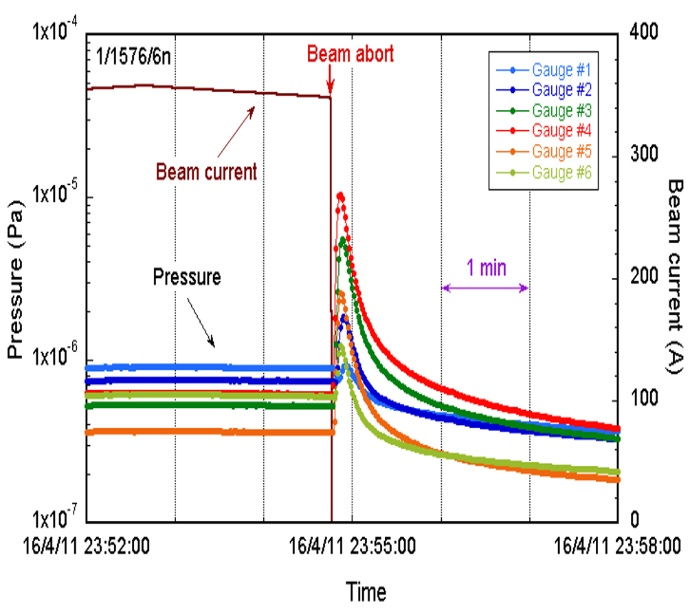 1x10⁻⁴
400
1/1576/6n
Beam abort
Gauge #1
Gauge #2
Gauge #3
Gauge #4
Gauge #5
Gauge #6
300
Beam current
1x10⁻⁵
Pressure (Pa)
Beam current (A)
Pressure
1 min
200
1x10⁻⁶
100
1x10⁻⁷
0
16/4/11 23:52:00
16/4/11 23:55:00
16/4/11 23:58:00
Time